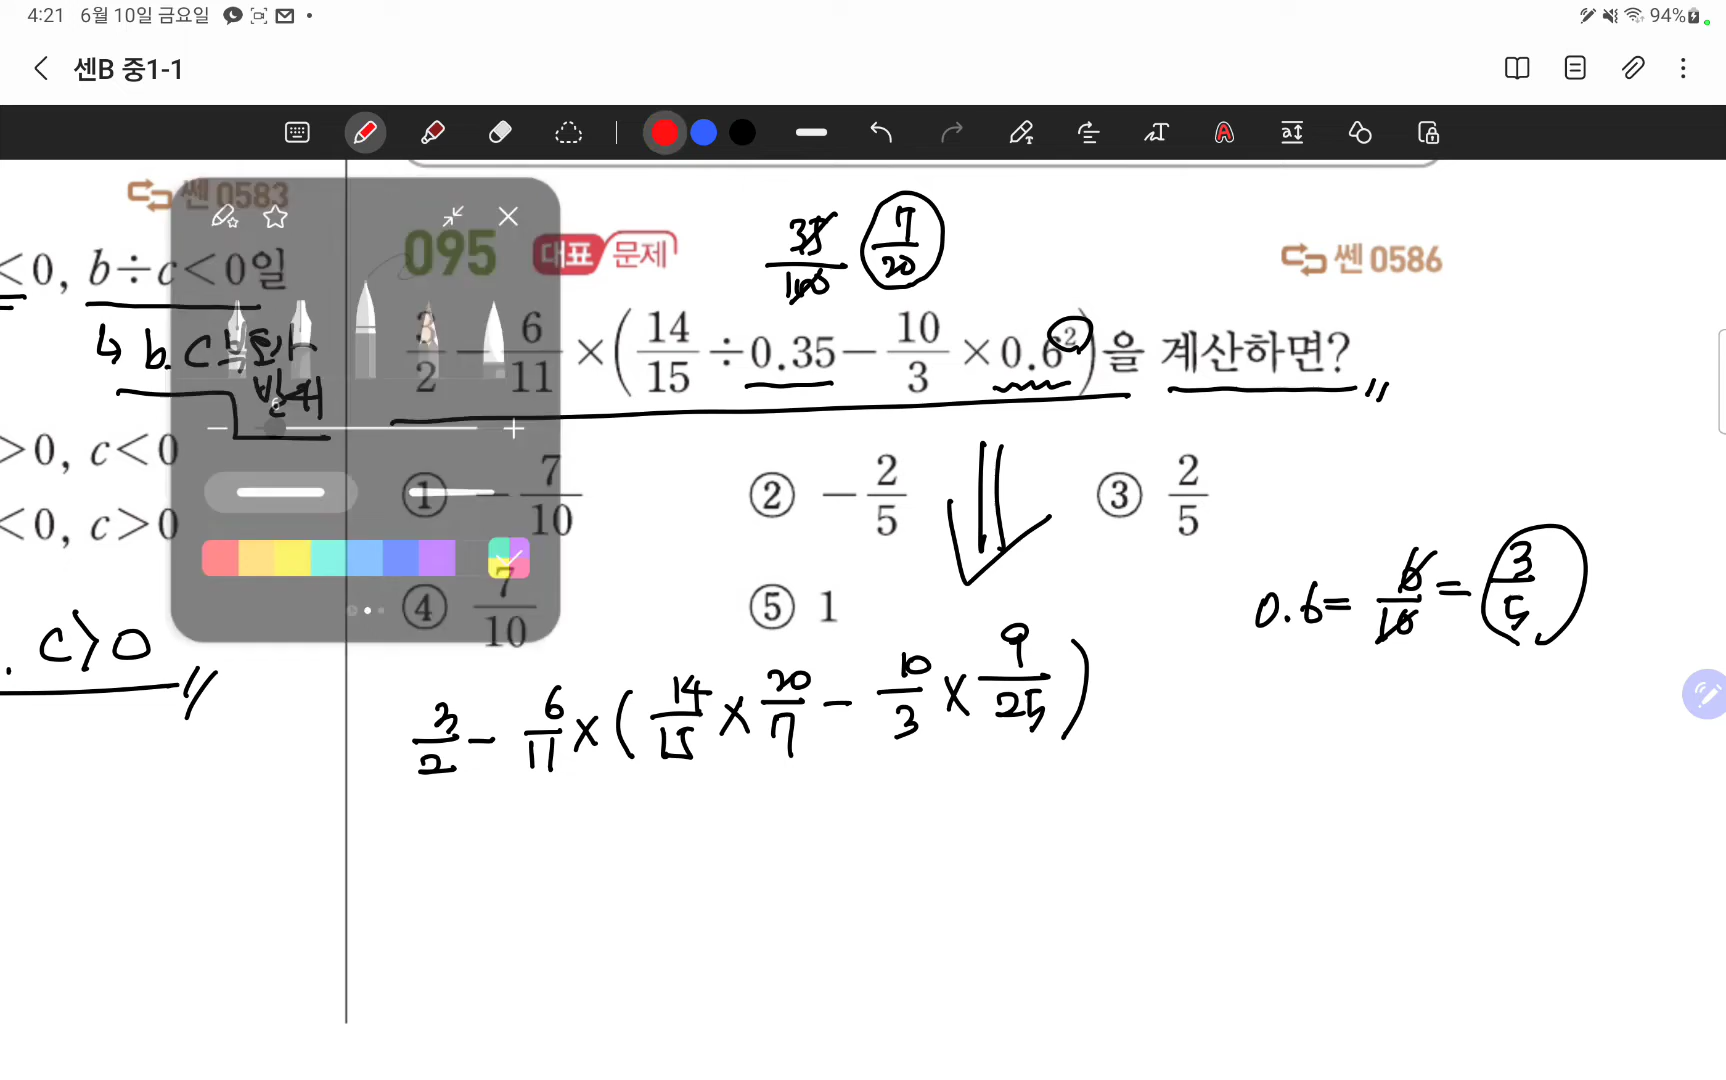 4:21 6월 10일 금요일
94%
센B 중1-1
쎈 0583
<0, b÷c<0일
↳ b.c 부호가
반대
>0, c<0
<0, c>0
c>0
095 대표 문제
쎈 0586
35/100 7/20
3/2 − 6/11 × (14/15 ÷ 0.35 − 10/3 × 0.6²)을 계산하면?
① −7/10 ② −2/5 ③ 2/5
④ 7/10 ⑤ 1
0.6 = 6/10 = 3/5
3/2 − 6/11 × (14/15 × 20/7 − 10/3 × 9/25)